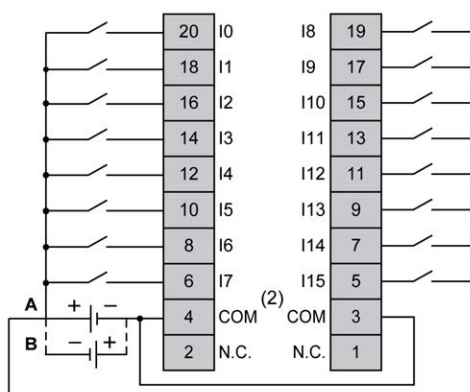 20 I0 I8 19
18 I1 I9 17
16 I2 I10 15
14 I3 I11 13
12 I4 I12 11
10 I5 I13 9
8 I6 I14 7
6 I7 I15 5
A + − 4 COM (2) COM 3
B − + 2 N.C. N.C. 1